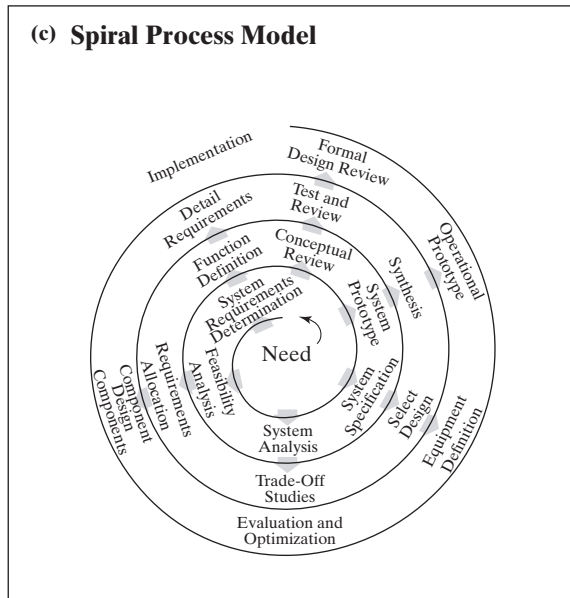 (c) Spiral Process Model
Need
System
Requirements
Determination
Feasibility
Analysis
System
Analysis
System
Specification
System
Prototype
Conceptual
Review
Function
Definition
Requirements
Allocation
Trade-Off
Studies
Select
Design
Synthesis
Test and
Review
Detail
Requirements
Component
Design
Components
Evaluation and
Optimization
Equipment
Definition
Operational
Prototype
Formal
Design Review
Implementation